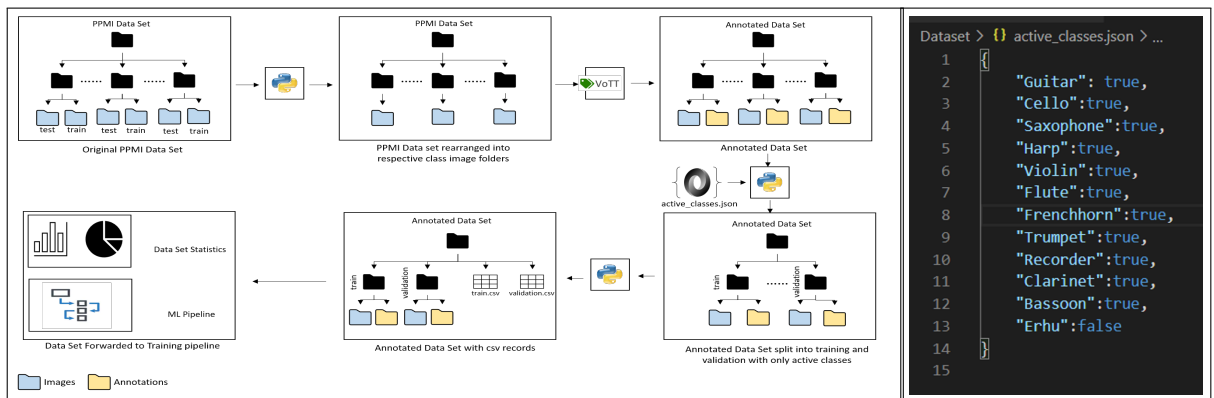 PPMI Data Set
test train test train test train
Original PPMI Data Set
PPMI Data Set
PPMI Data set rearranged into
respective class image folders
VoTT
Annotated Data Set
Annotated Data Set
active_classes.json
Annotated Data Set
train
validation
Annotated Data Set split into training and
validation with only active classes
Annotated Data Set
train
validation
train.csv
validation.csv
Annotated Data Set with csv records
Data Set Statistics
ML Pipeline
Data Set Forwarded to Training pipeline
Images
Annotations
Dataset > {} active_classes.json > ...
1 {
2 "Guitar": true,
3 "Cello":true,
4 "Saxophone":true,
5 "Harp":true,
6 "Violin":true,
7 "Flute":true,
8 "Frenchhorn":true,
9 "Trumpet":true,
10 "Recorder":true,
11 "Clarinet":true,
12 "Bassoon":true,
13 "Erhu":false
14 }
15